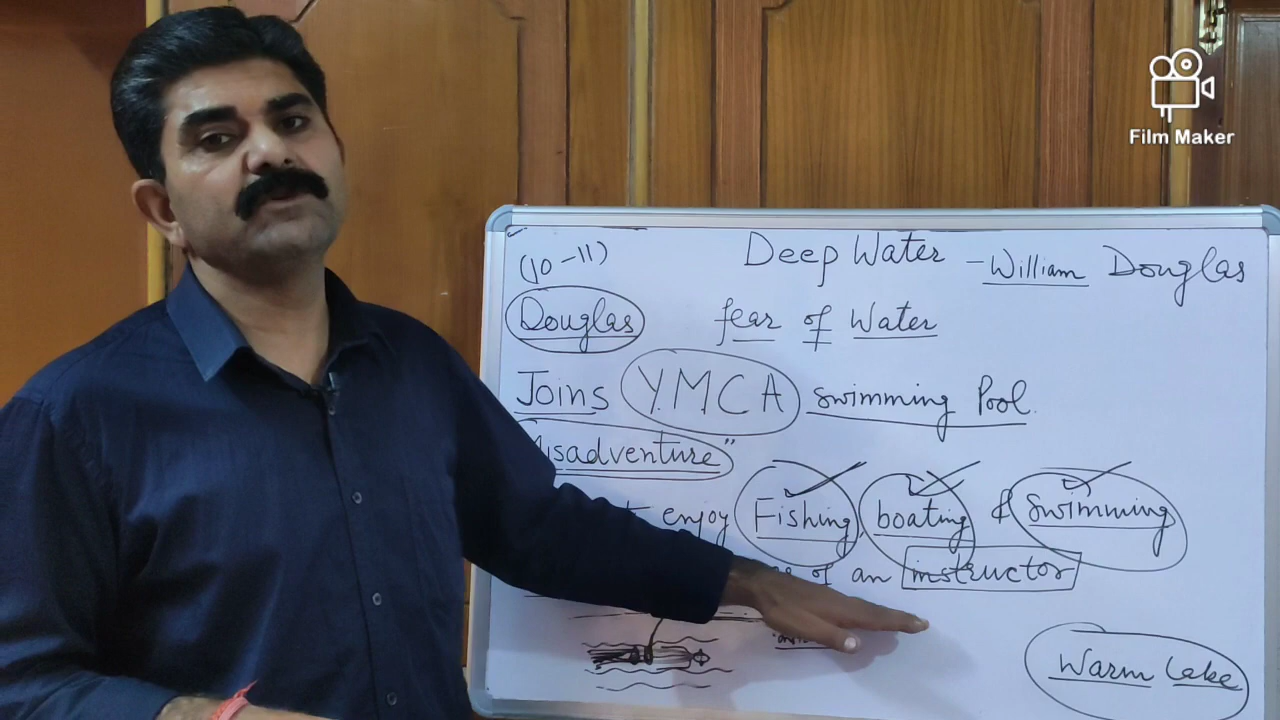 Film Maker
(10-11) Deep Water - William Douglas
Douglas fear of Water
Joins Y.M.C.A swimming Pool.
isadventure"
enjoy Fishing boating & Swimming
of an instructor
Warm Lake